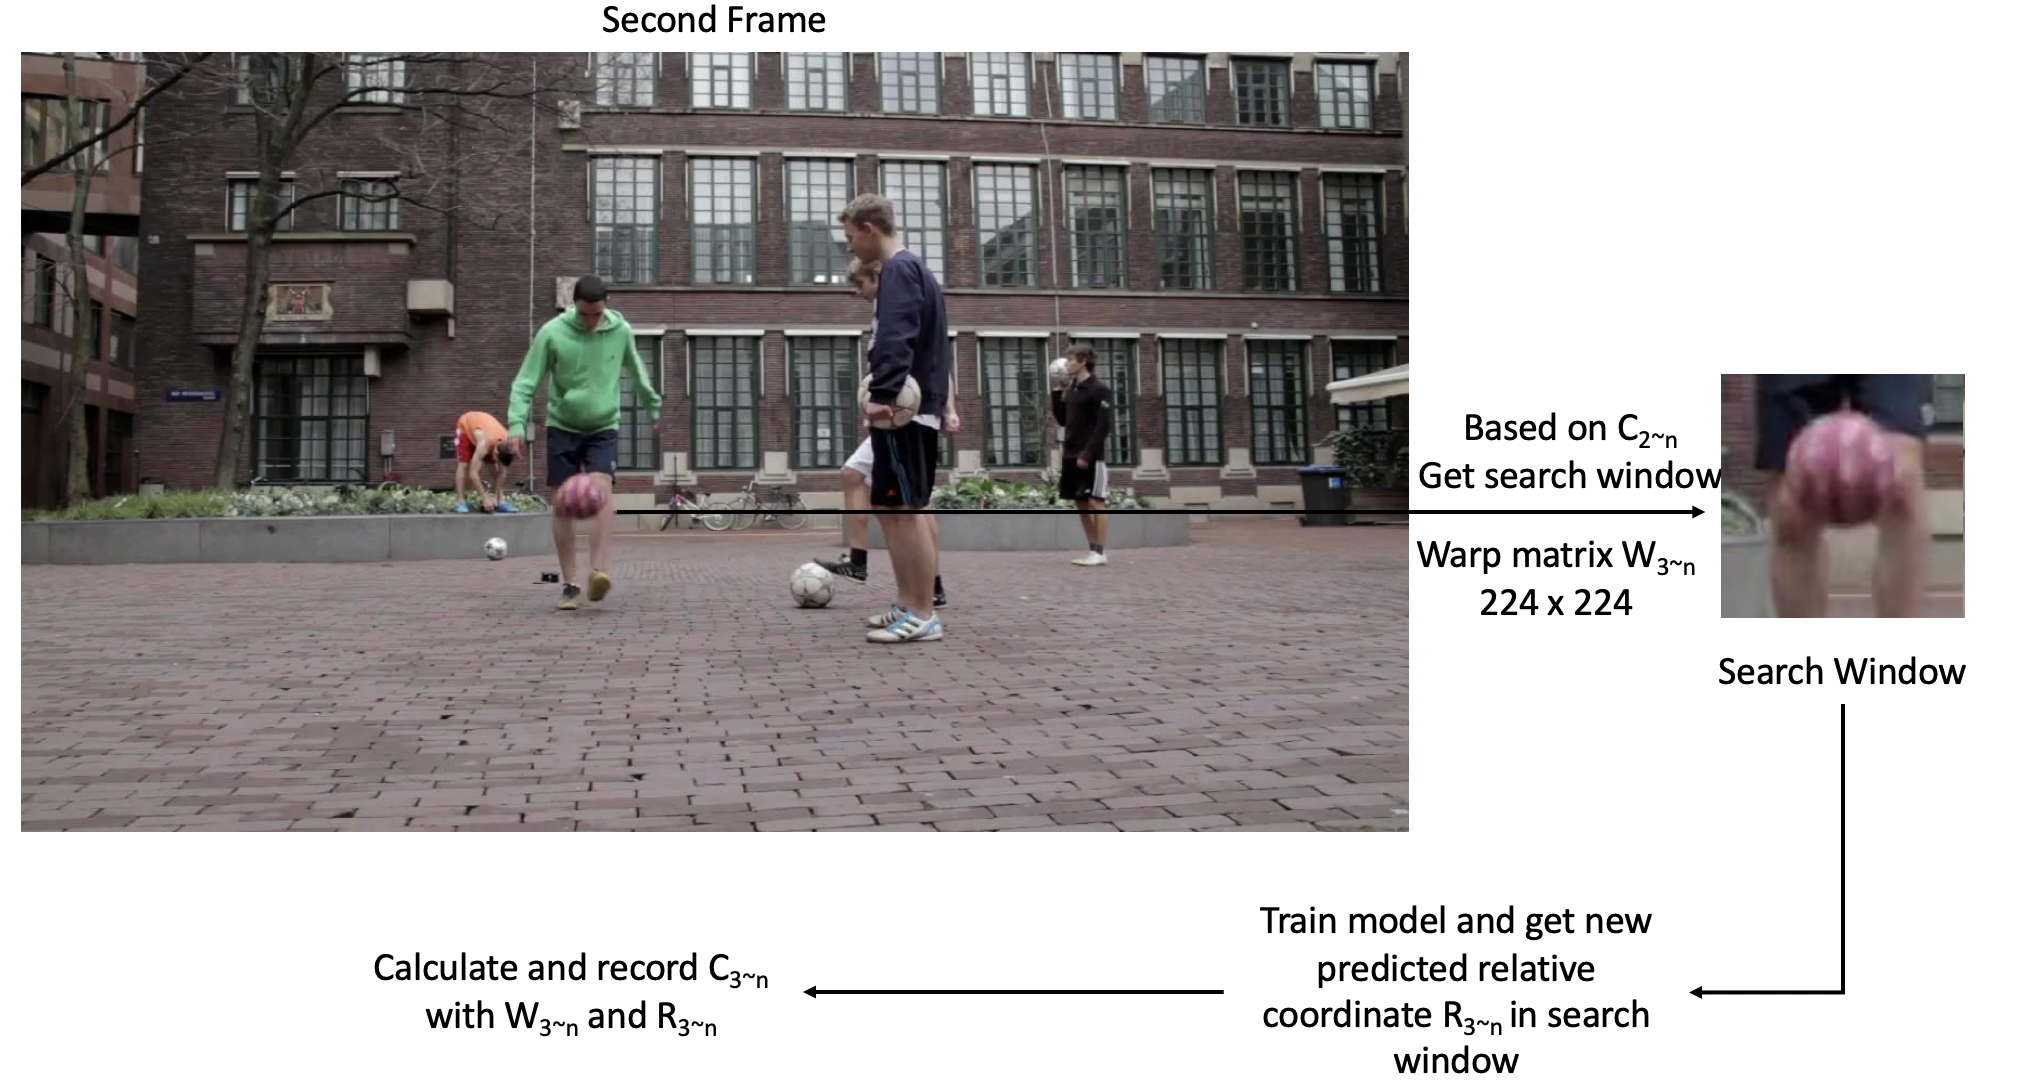 Second Frame
Based on C2~n
Get search window
Warp matrix W3~n
224 x 224
Search Window
Train model and get new
predicted relative
coordinate R3~n in search
window
Calculate and record C3~n
with W3~n and R3~n